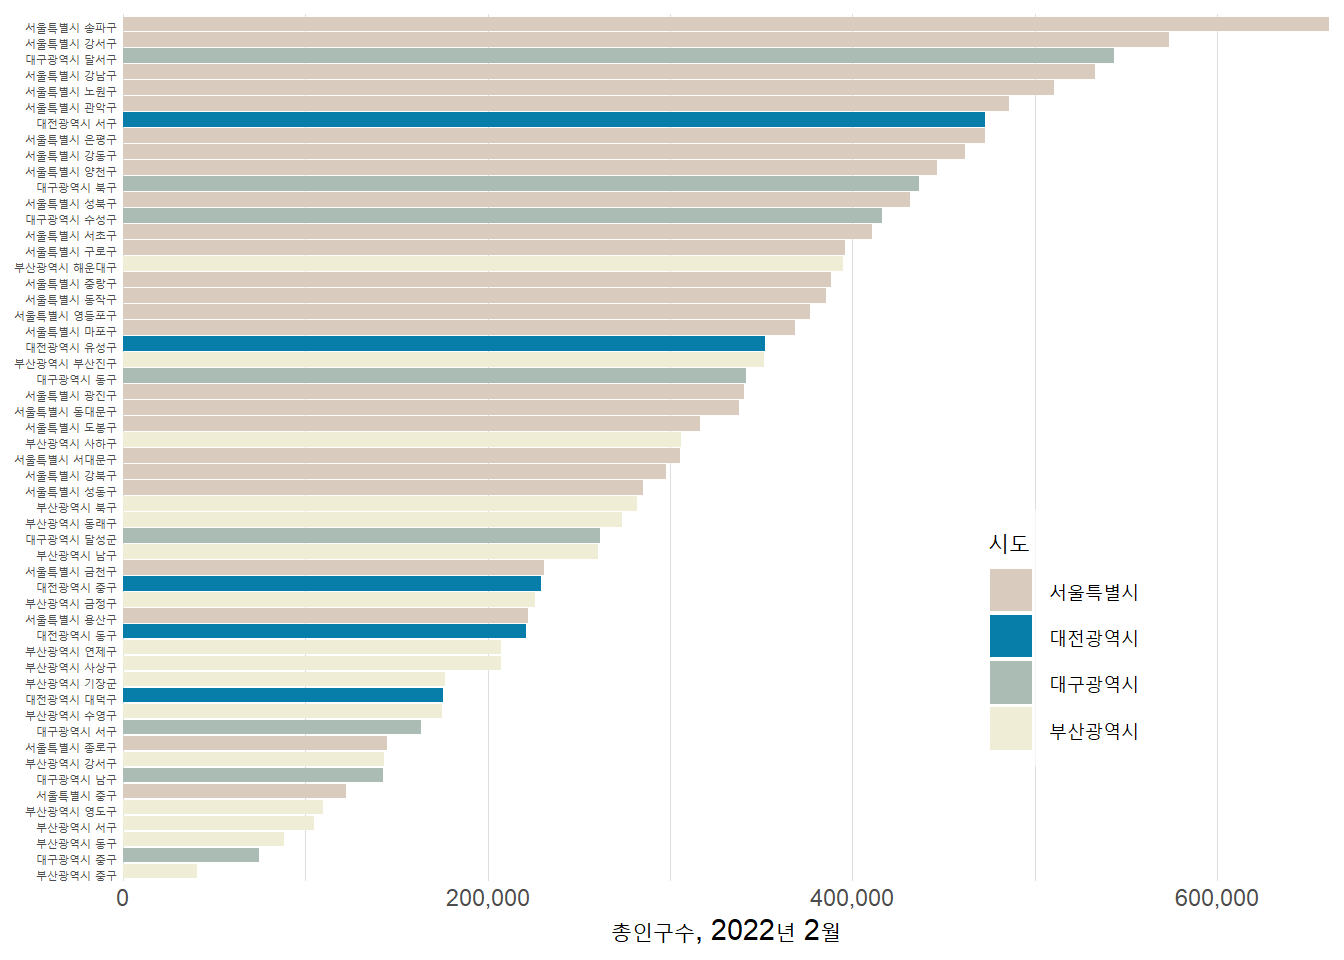 서울특별시 송파구
서울특별시 강서구
대구광역시 달서구
서울특별시 강남구
서울특별시 노원구
서울특별시 관악구
대전광역시 서구
서울특별시 은평구
서울특별시 강동구
서울특별시 양천구
대구광역시 북구
서울특별시 성북구
대구광역시 수성구
서울특별시 서초구
서울특별시 구로구
부산광역시 해운대구
서울특별시 중랑구
서울특별시 동작구
서울특별시 영등포구
서울특별시 마포구
대전광역시 유성구
부산광역시 부산진구
대구광역시 동구
서울특별시 광진구
서울특별시 동대문구
서울특별시 도봉구
부산광역시 사하구
서울특별시 서대문구
서울특별시 강북구
서울특별시 성동구
부산광역시 북구
부산광역시 동래구
대구광역시 달성군
부산광역시 남구
서울특별시 금천구
대전광역시 중구
부산광역시 금정구
서울특별시 용산구
대전광역시 동구
부산광역시 연제구
부산광역시 사상구
부산광역시 기장군
대전광역시 대덕구
부산광역시 수영구
대구광역시 서구
서울특별시 종로구
부산광역시 강서구
대구광역시 남구
서울특별시 중구
부산광역시 영도구
부산광역시 서구
부산광역시 동구
대구광역시 중구
부산광역시 중구
시도
서울특별시
대전광역시
대구광역시
부산광역시
0 200,000 400,000 600,000
총인구수, 2022년 2월